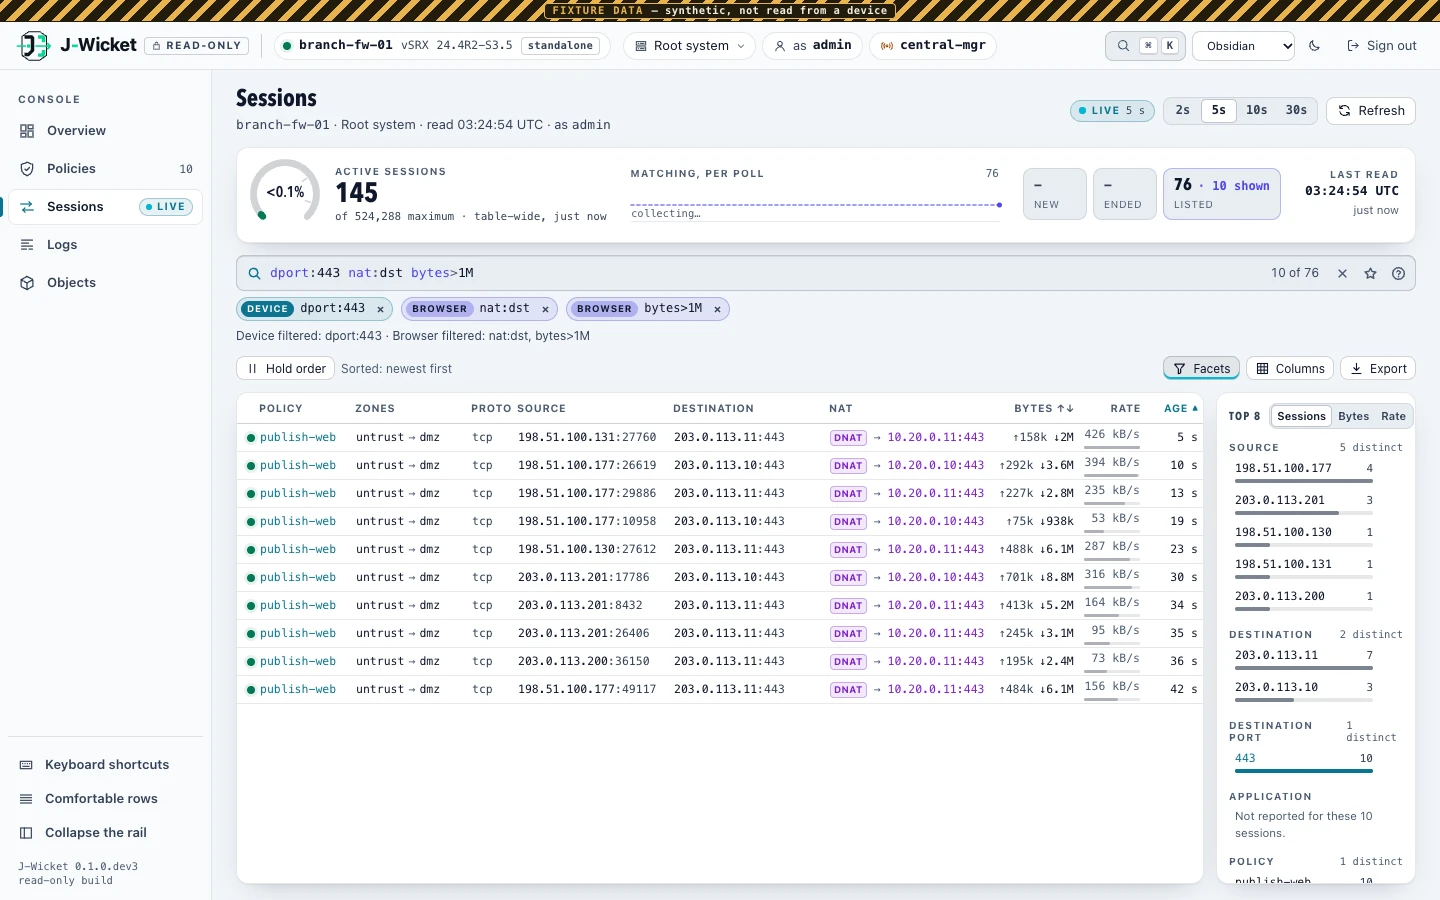 FIXTURE DATA — synthetic, not read from a device
J-Wicket READ-ONLY branch-fw-01 vSRX 24.4R2-S3.5 standalone Root system as admin central-mgr ⌘ K Obsidian Sign out
CONSOLE
Overview
Policies 10
Sessions LIVE
Logs
Objects
Keyboard shortcuts
Comfortable rows
Collapse the rail
J-Wicket 0.1.0.dev3
read-only build
Sessions
branch-fw-01 · Root system · read 03:24:54 UTC · as admin
LIVE 5 s 2s 5s 10s 30s Refresh
<0.1%
ACTIVE SESSIONS
145
of 524,288 maximum · table-wide, just now
MATCHING, PER POLL 76
collecting…
– NEW
– ENDED
76 · 10 shown
LISTED
LAST READ
03:24:54 UTC
just now
dport:443 nat:dst bytes>1M 10 of 76
DEVICE dport:443 × BROWSER nat:dst × BROWSER bytes>1M ×
Device filtered: dport:443 · Browser filtered: nat:dst, bytes>1M
Hold order Sorted: newest first Facets Columns Export
POLICY ZONES PROTO SOURCE DESTINATION NAT BYTES ↑↓ RATE AGE ▲
publish-web untrust → dmz tcp 198.51.100.131:27760 203.0.113.11:443 DNAT → 10.20.0.11:443 ↑158k ↓2M 426 kB/s 5 s
publish-web untrust → dmz tcp 198.51.100.177:26619 203.0.113.10:443 DNAT → 10.20.0.10:443 ↑292k ↓3.6M 394 kB/s 10 s
publish-web untrust → dmz tcp 198.51.100.177:29886 203.0.113.11:443 DNAT → 10.20.0.11:443 ↑227k ↓2.8M 235 kB/s 13 s
publish-web untrust → dmz tcp 198.51.100.177:10958 203.0.113.10:443 DNAT → 10.20.0.10:443 ↑75k ↓938k 53 kB/s 19 s
publish-web untrust → dmz tcp 198.51.100.130:27612 203.0.113.11:443 DNAT → 10.20.0.11:443 ↑488k ↓6.1M 287 kB/s 23 s
publish-web untrust → dmz tcp 203.0.113.201:17786 203.0.113.10:443 DNAT → 10.20.0.10:443 ↑701k ↓8.8M 316 kB/s 30 s
publish-web untrust → dmz tcp 203.0.113.201:8432 203.0.113.11:443 DNAT → 10.20.0.11:443 ↑413k ↓5.2M 164 kB/s 34 s
publish-web untrust → dmz tcp 203.0.113.201:26406 203.0.113.11:443 DNAT → 10.20.0.11:443 ↑245k ↓3.1M 95 kB/s 35 s
publish-web untrust → dmz tcp 203.0.113.200:36150 203.0.113.11:443 DNAT → 10.20.0.11:443 ↑195k ↓2.4M 73 kB/s 36 s
publish-web untrust → dmz tcp 198.51.100.177:49117 203.0.113.11:443 DNAT → 10.20.0.11:443 ↑484k ↓6.1M 156 kB/s 42 s
TOP 8 Sessions Bytes Rate
SOURCE 5 distinct
198.51.100.177 4
203.0.113.201 3
198.51.100.130 1
198.51.100.131 1
203.0.113.200 1
DESTINATION 2 distinct
203.0.113.11 7
203.0.113.10 3
DESTINATION PORT 1 distinct
443 10
APPLICATION
Not reported for these 10
sessions.
POLICY 1 distinct
publish-web 10